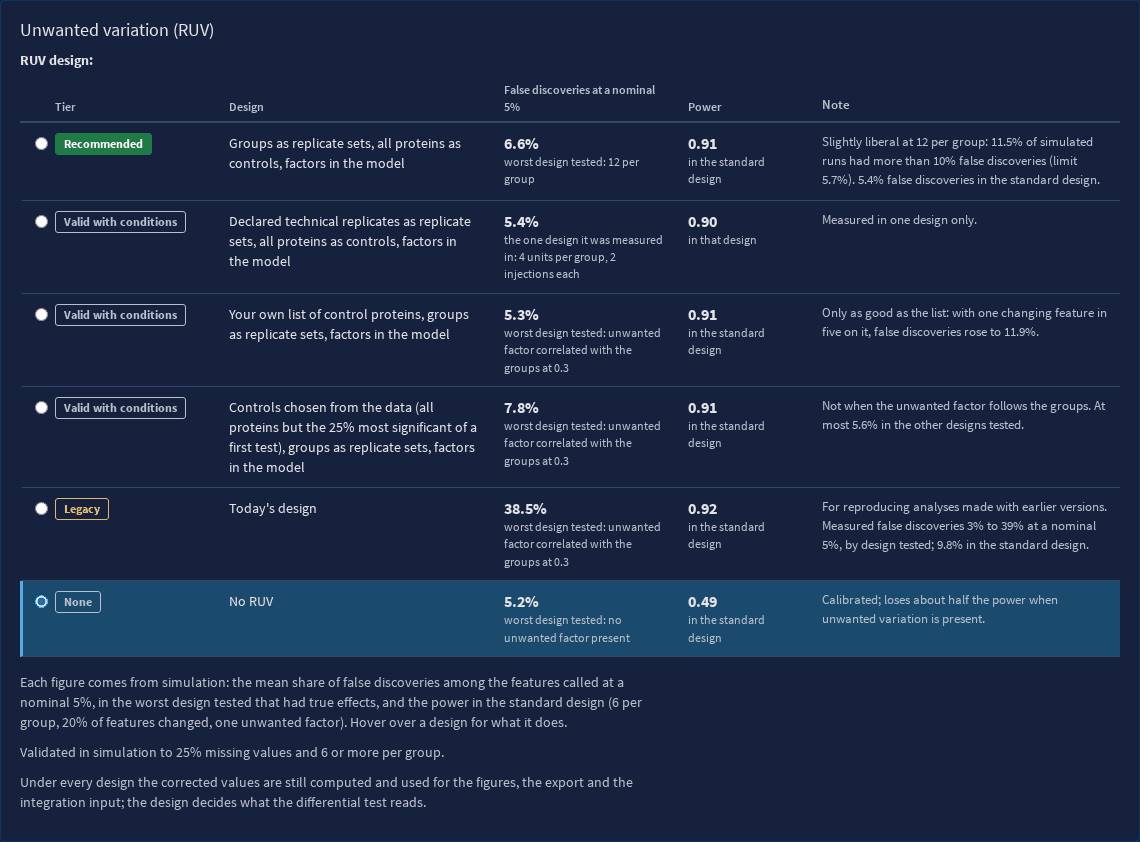 Unwanted variation (RUV)
RUV design:
Tier
Design
False discoveries at a nominal
5%
Power
Note
Recommended
Groups as replicate sets, all proteins as
controls, factors in the model
6.6%
worst design tested: 12 per
group
0.91
in the standard
design
Slightly liberal at 12 per group: 11.5% of simulated
runs had more than 10% false discoveries (limit
5.7%). 5.4% false discoveries in the standard design.
Valid with conditions
Declared technical replicates as replicate
sets, all proteins as controls, factors in
the model
5.4%
the one design it was measured
in: 4 units per group, 2
injections each
0.90
in that design
Measured in one design only.
Valid with conditions
Your own list of control proteins, groups
as replicate sets, factors in the model
5.3%
worst design tested: unwanted
factor correlated with the
groups at 0.3
0.91
in the standard
design
Only as good as the list: with one changing feature in
five on it, false discoveries rose to 11.9%.
Valid with conditions
Controls chosen from the data (all
proteins but the 25% most significant of a
first test), groups as replicate sets, factors
in the model
7.8%
worst design tested: unwanted
factor correlated with the
groups at 0.3
0.91
in the standard
design
Not when the unwanted factor follows the groups. At
most 5.6% in the other designs tested.
Legacy
Today's design
38.5%
worst design tested: unwanted
factor correlated with the
groups at 0.3
0.92
in the standard
design
For reproducing analyses made with earlier versions.
Measured false discoveries 3% to 39% at a nominal
5%, by design tested; 9.8% in the standard design.
None
No RUV
5.2%
worst design tested: no
unwanted factor present
0.49
in the standard
design
Calibrated; loses about half the power when
unwanted variation is present.
Each figure comes from simulation: the mean share of false discoveries among the features called at a
nominal 5%, in the worst design tested that had true effects, and the power in the standard design (6 per
group, 20% of features changed, one unwanted factor). Hover over a design for what it does.
Validated in simulation to 25% missing values and 6 or more per group.
Under every design the corrected values are still computed and used for the figures, the export and the
integration input; the design decides what the differential test reads.